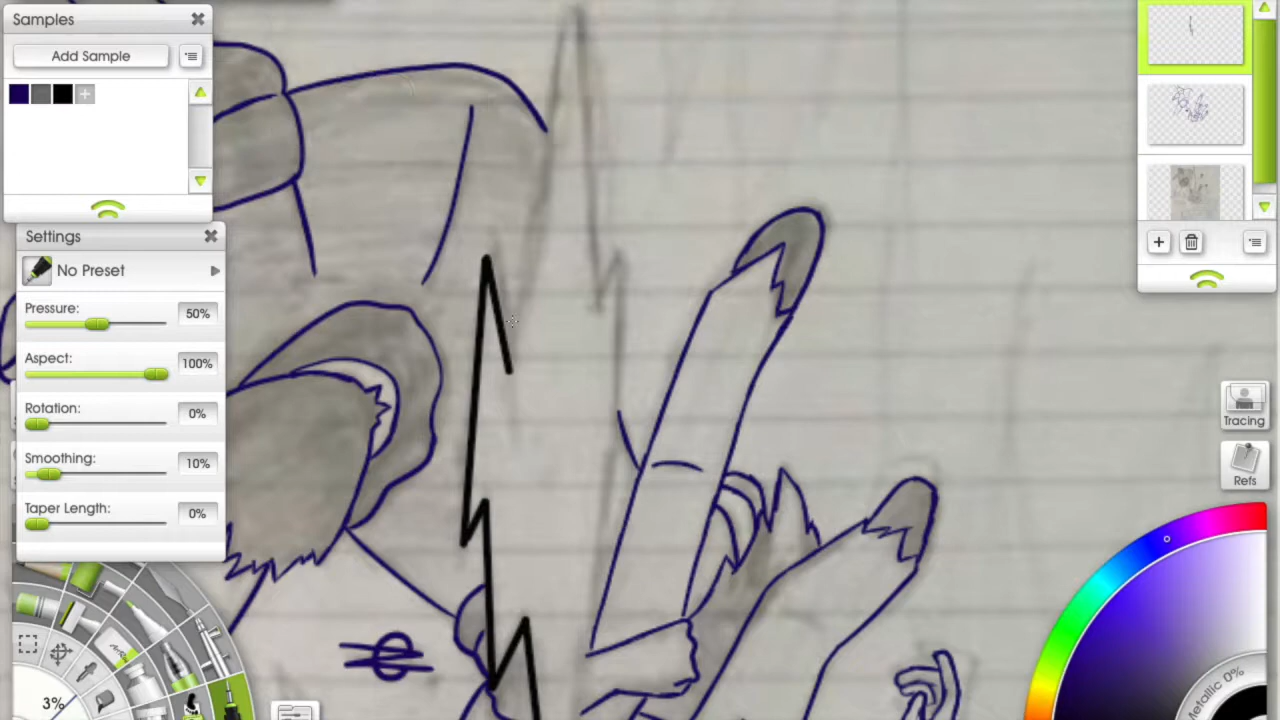 Samples
Add Sample
Settings
No Preset
Pressure:
50%
Aspect:
100%
Rotation:
0%
Smoothing:
10%
Taper Length:
0%
3%
Tracing
Refs
Metallic 0%